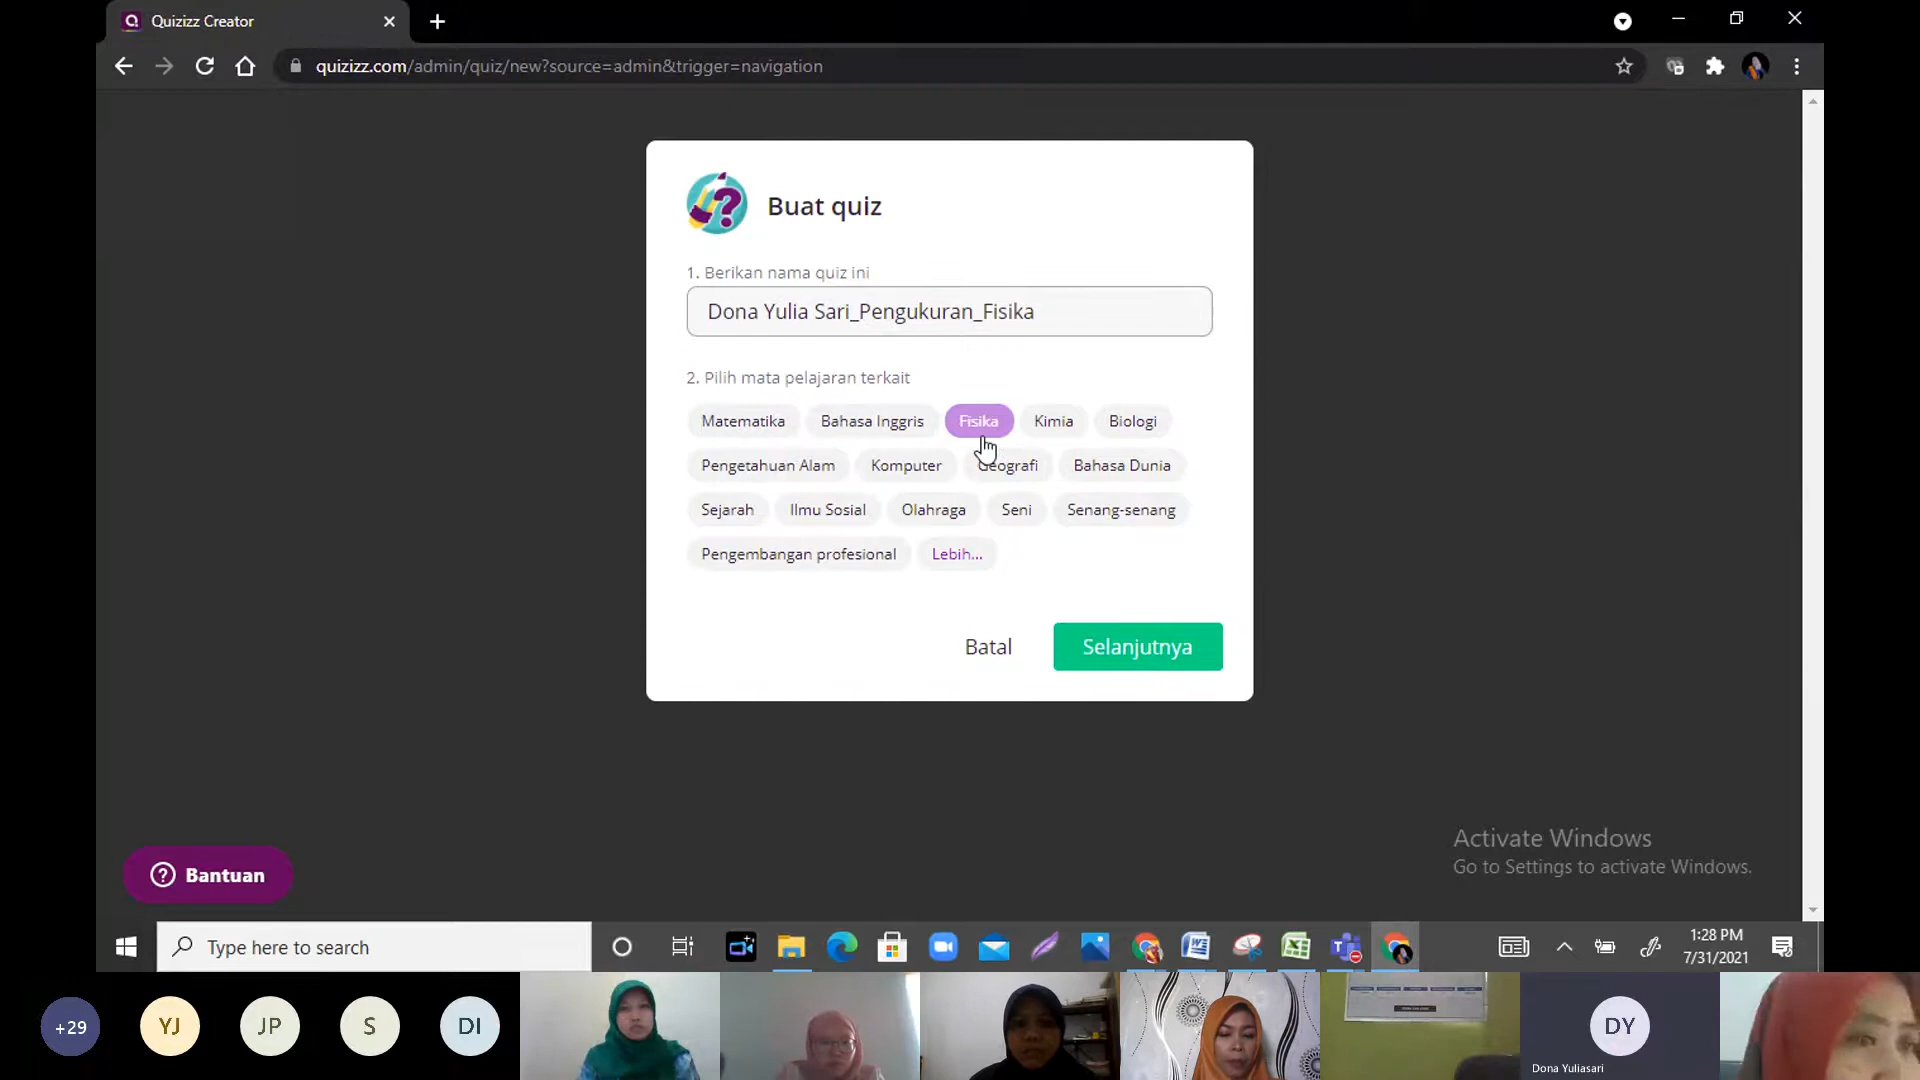 Quizizz Creator
quizizz.com/admin/quiz/new?source=admin&trigger=navigation
Buat quiz
1. Berikan nama quiz ini
Dona Yulia Sari_Pengukuran_Fisika
2. Pilih mata pelajaran terkait
Matematika Bahasa Inggris Fisika Kimia Biologi
Pengetahuan Alam Komputer Geografi Bahasa Dunia
Sejarah Ilmu Sosial Olahraga Seni Senang-senang
Pengembangan profesional Lebih...
Batal Selanjutnya
Activate Windows
Go to Settings to activate Windows.
Bantuan
Type here to search
1:28 PM
7/31/2021
+29 YJ JP S DI DY
Dona Yuliasari